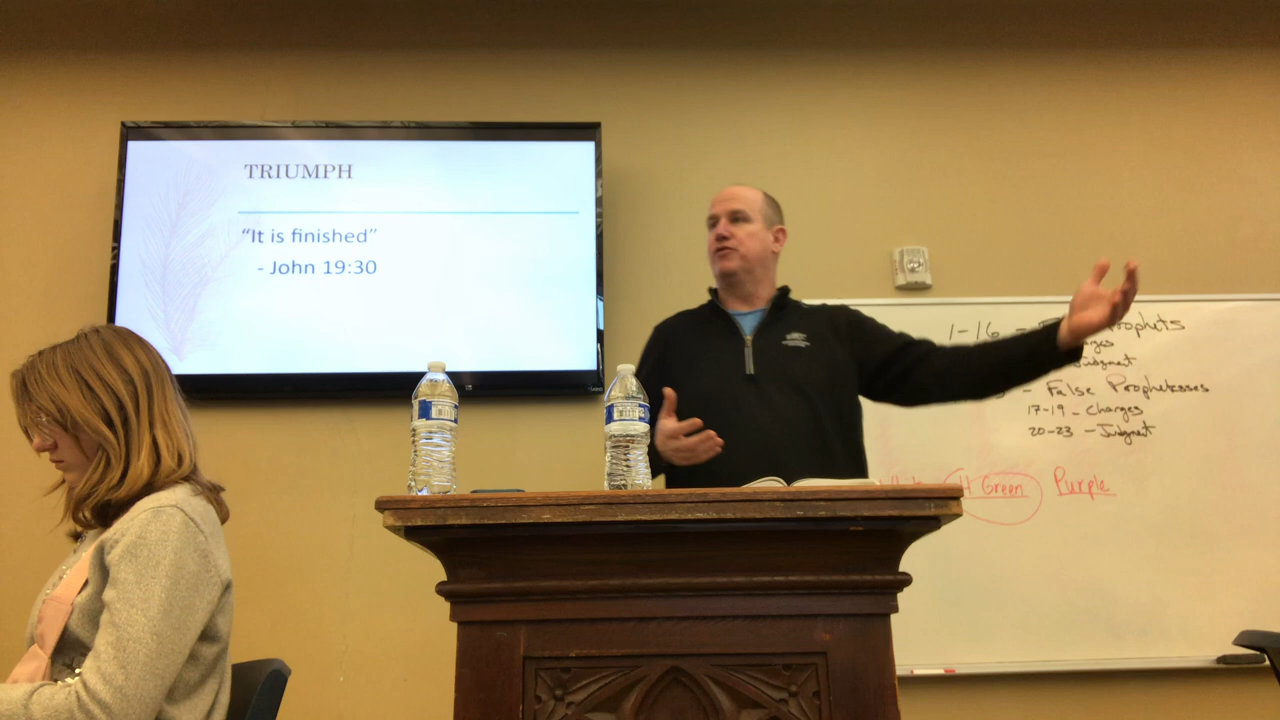 TRIUMPH
“It is finished”
- John 19:30
1-16 - Prophets
Judgment
- False Prophetesses
17-19 - Charges
20-23 - Judgment
H Green Purple